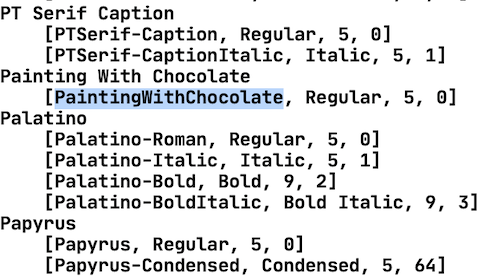 PT Serif Caption
[PTSerif-Caption, Regular, 5, 0]
[PTSerif-CaptionItalic, Italic, 5, 1]
Painting With Chocolate
[PaintingWithChocolate, Regular, 5, 0]
Palatino
[Palatino-Roman, Regular, 5, 0]
[Palatino-Italic, Italic, 5, 1]
[Palatino-Bold, Bold, 9, 2]
[Palatino-BoldItalic, Bold Italic, 9, 3]
Papyrus
[Papyrus, Regular, 5, 0]
[Papyrus-Condensed, Condensed, 5, 64]